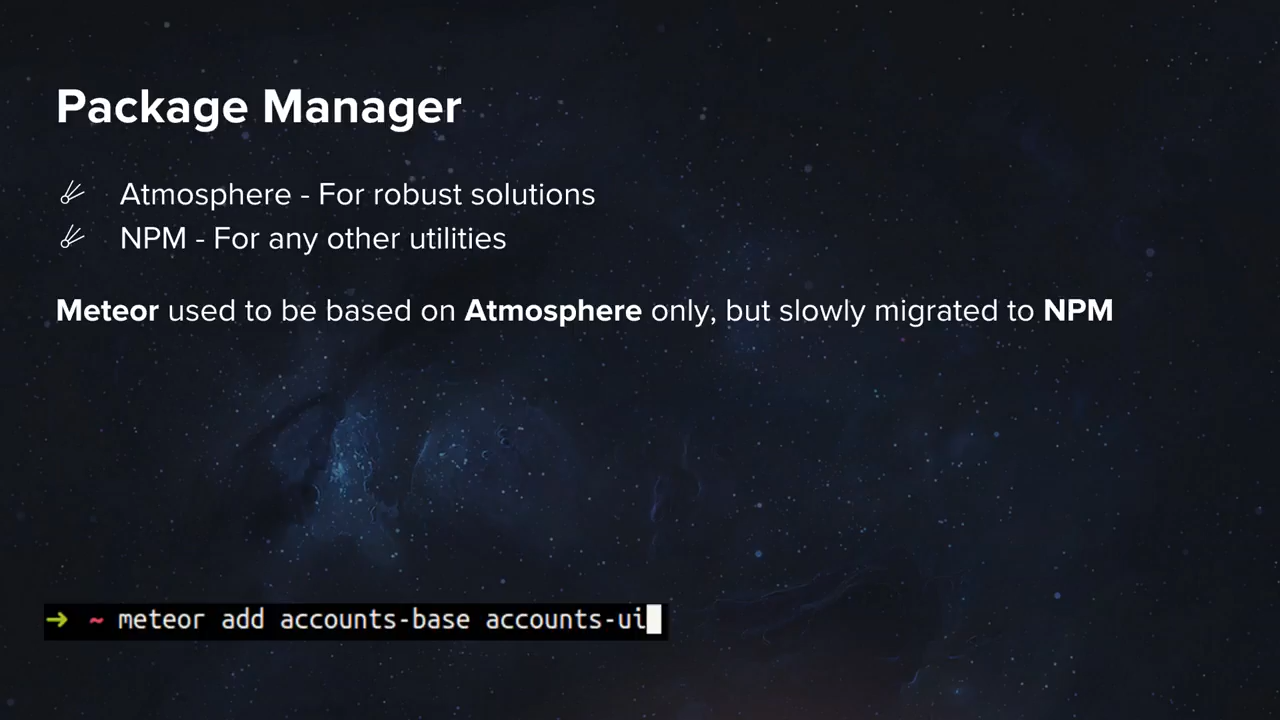 Package Manager
Atmosphere - For robust solutions
NPM - For any other utilities
Meteor used to be based on Atmosphere only, but slowly migrated to NPM
➜ ~ meteor add accounts-base accounts-ui